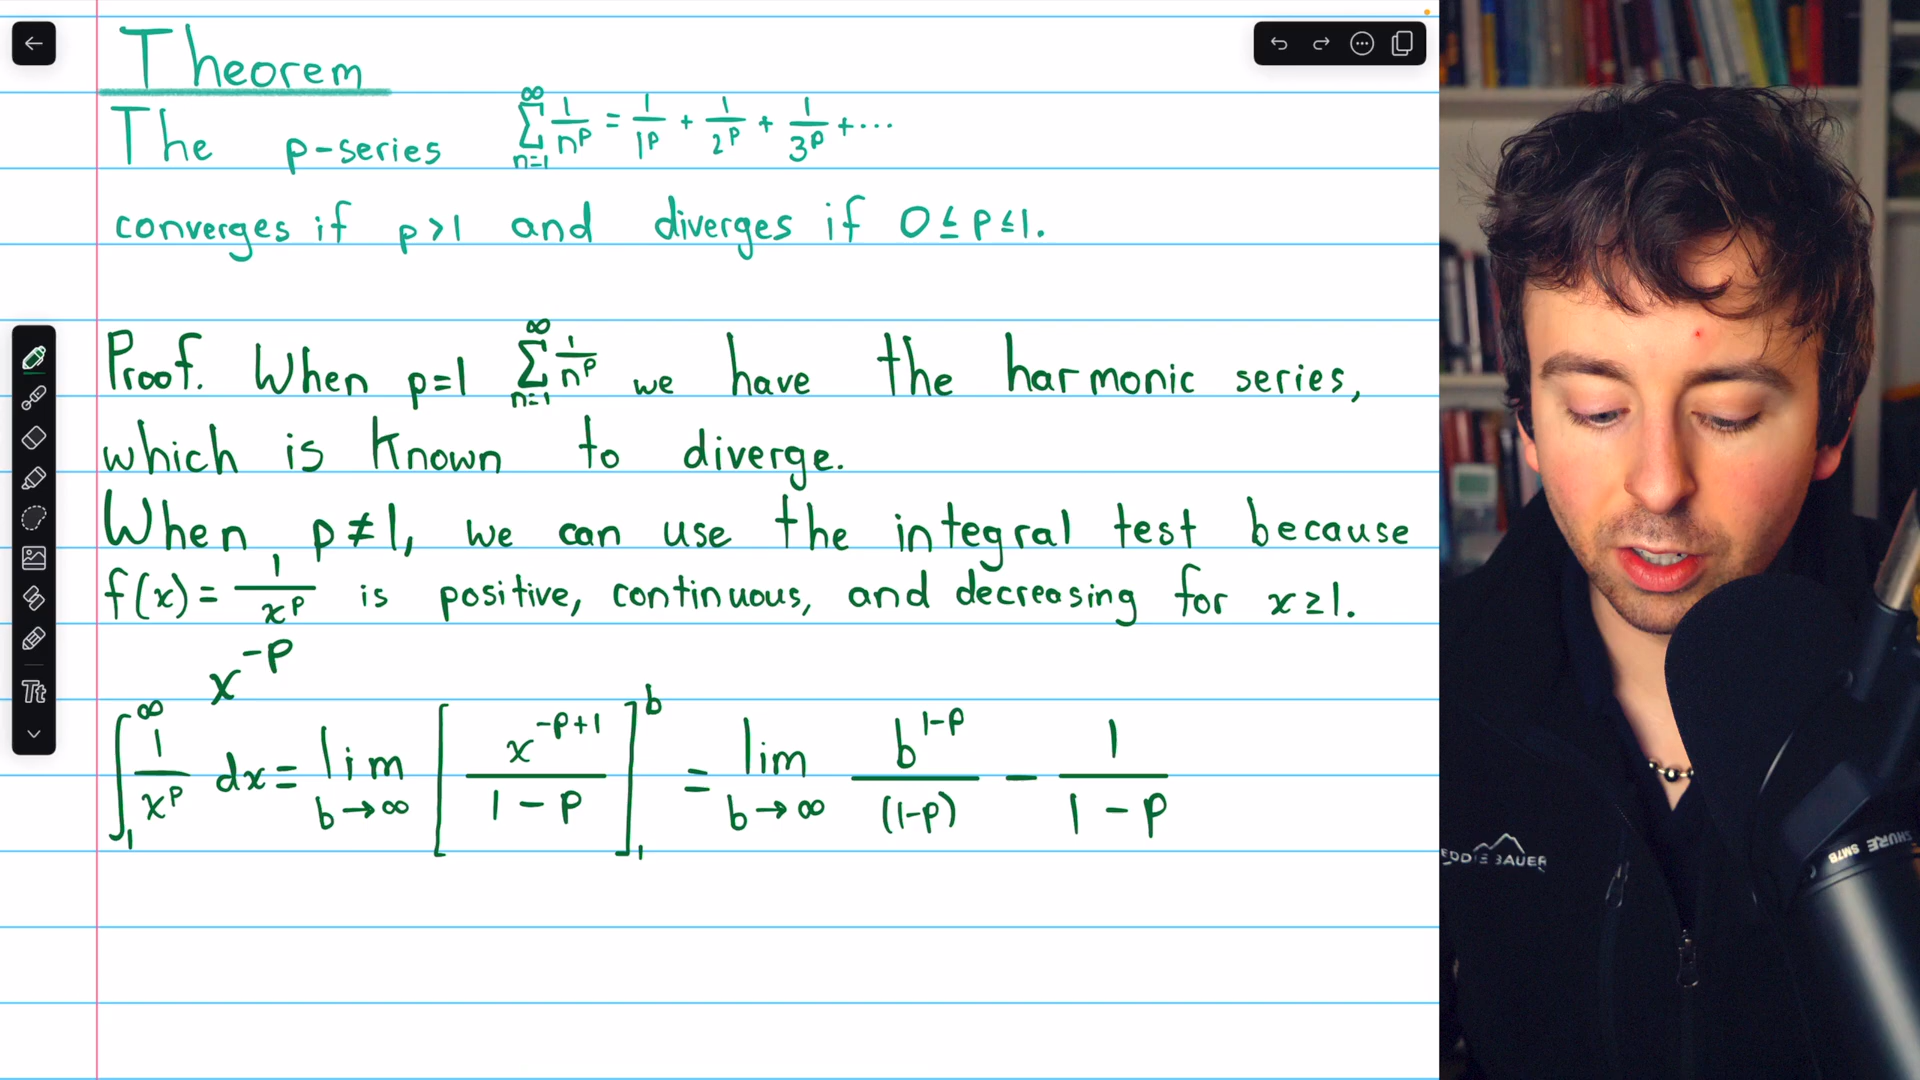 Theorem
The p-series ∑_{n=1}^{∞} 1/n^p = 1/1^p + 1/2^p + 1/3^p + ...
converges if p>1 and diverges if 0≤p≤1.
Proof. When p=1 ∑_{n=1}^{∞} 1/n^p we have the harmonic series,
which is known to diverge.
When p≠1, we can use the integral test because
f(x) = 1/x^p is positive, continuous, and decreasing for x≥1.
x^{-p}
∫_1^∞ 1/x^p dx = lim_{b→∞} [x^{-p+1}/(1-p)]_1^b = lim_{b→∞} b^{1-p}/(1-p) - 1/(1-p)
Tt
EDDIE BAUER
SHURE SM7B